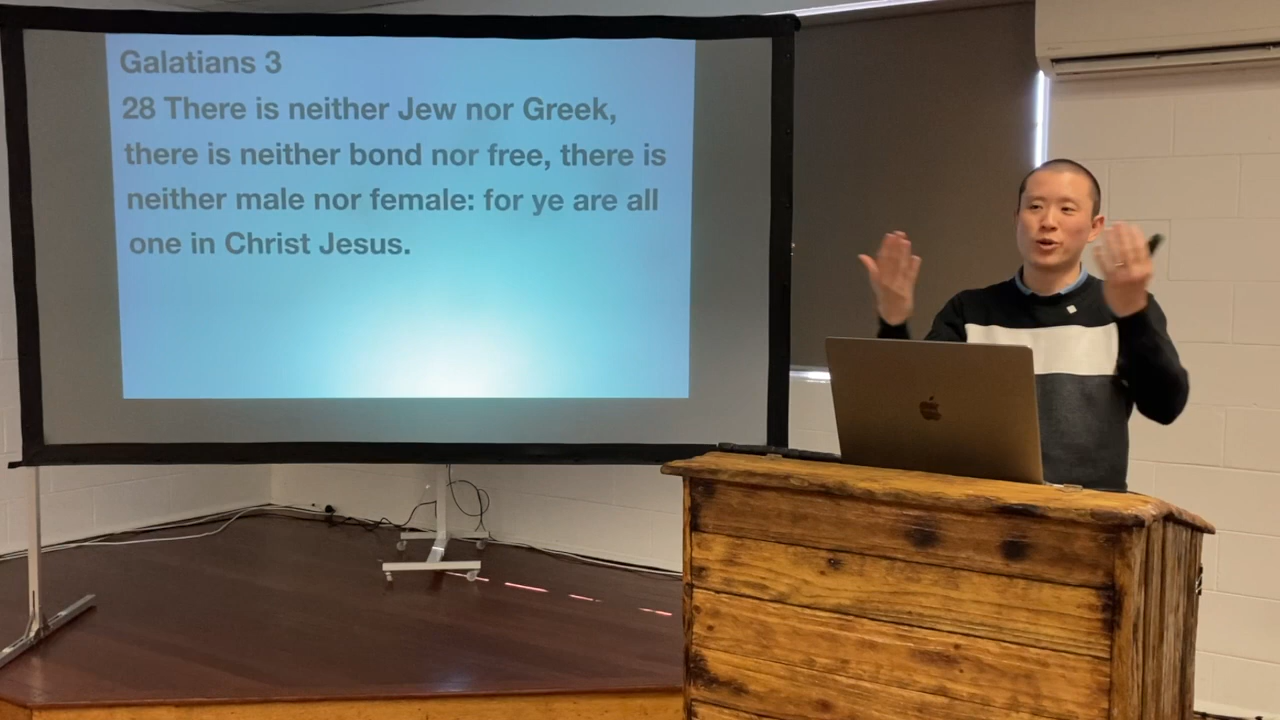 Galatians 3
28 There is neither Jew nor Greek,
there is neither bond nor free, there is
neither male nor female: for ye are all
one in Christ Jesus.